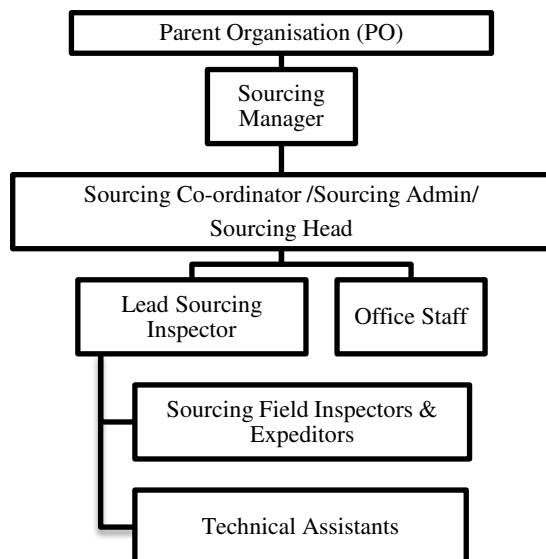 Parent Organisation (PO)
Sourcing
Manager
Sourcing Co-ordinator /Sourcing Admin/
Sourcing Head
Lead Sourcing
Inspector
Office Staff
Sourcing Field Inspectors &
Expeditors
Technical Assistants